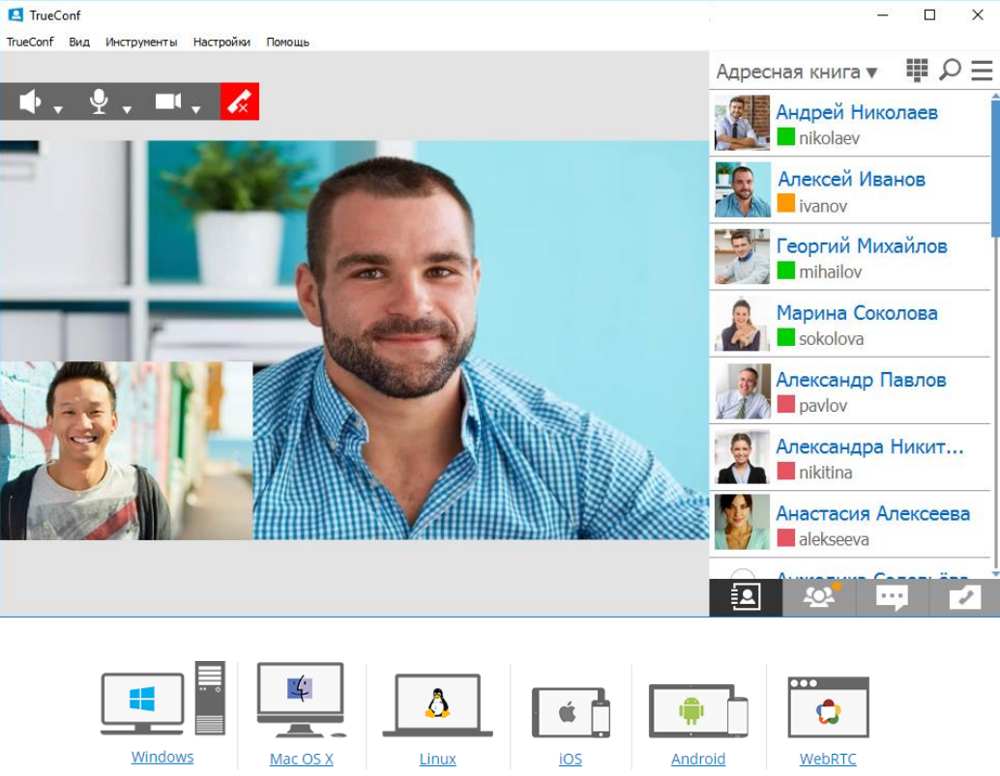 TrueConf
TrueConf Вид Инструменты Настройки Помощь
Адресная книга ▾
Андрей Николаев
nikolaev
Алексей Иванов
ivanov
Георгий Михайлов
mihailov
Марина Соколова
sokolova
Александр Павлов
pavlov
Александра Никит...
nikitina
Анастасия Алексеева
alekseeva
Windows Mac OS X Linux iOS Android WebRTC